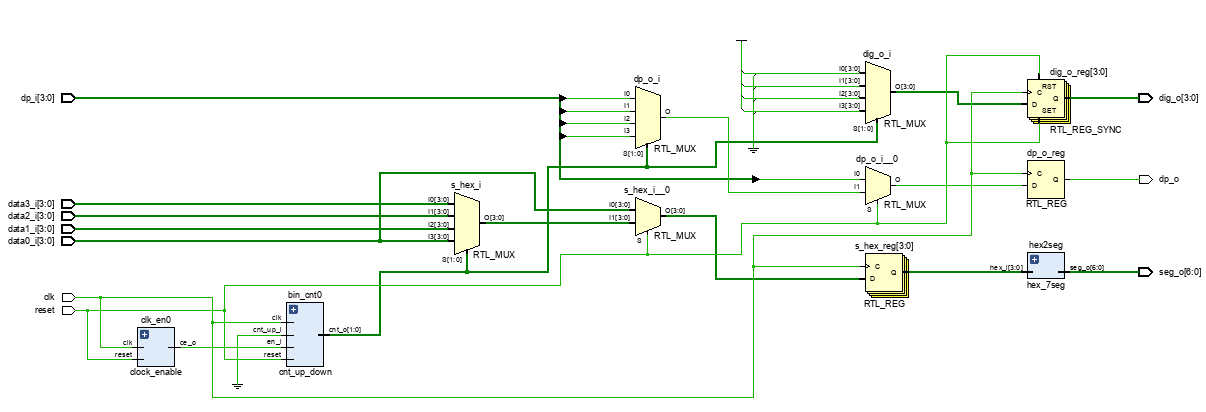 dig_o_i
dp_o_i
I0[3:0]
I1[3:0]
I2[3:0]
I3[3:0]
O[3:0]
S[1:0]
RTL_MUX
dig_o_reg[3:0]
RST
C
Q
D
SET
RTL_REG_SYNC
dig_o[3:0]
dp_i[3:0]
I0
I1
I2
I3
O
S[1:0]
RTL_MUX
dp_o_i__0
I0
I1
O
S
RTL_MUX
dp_o_reg
C
Q
D
RTL_REG
dp_o
s_hex_i
data3_i[3:0]
data2_i[3:0]
data1_i[3:0]
data0_i[3:0]
I0[3:0]
I1[3:0]
I2[3:0]
I3[3:0]
O[3:0]
S[1:0]
RTL_MUX
s_hex_i__0
I0[3:0]
I1[3:0]
O[3:0]
S
RTL_MUX
s_hex_reg[3:0]
C
Q
D
RTL_REG
hex2seg
hex_i[3:0]
seg_o[6:0]
hex_7seg
seg_o[6:0]
clk
reset
clk_en0
clk
reset
ce_o
clock_enable
bin_cnt0
clk
cnt_up_i
en_i
reset
cnt_o[1:0]
cnt_up_down